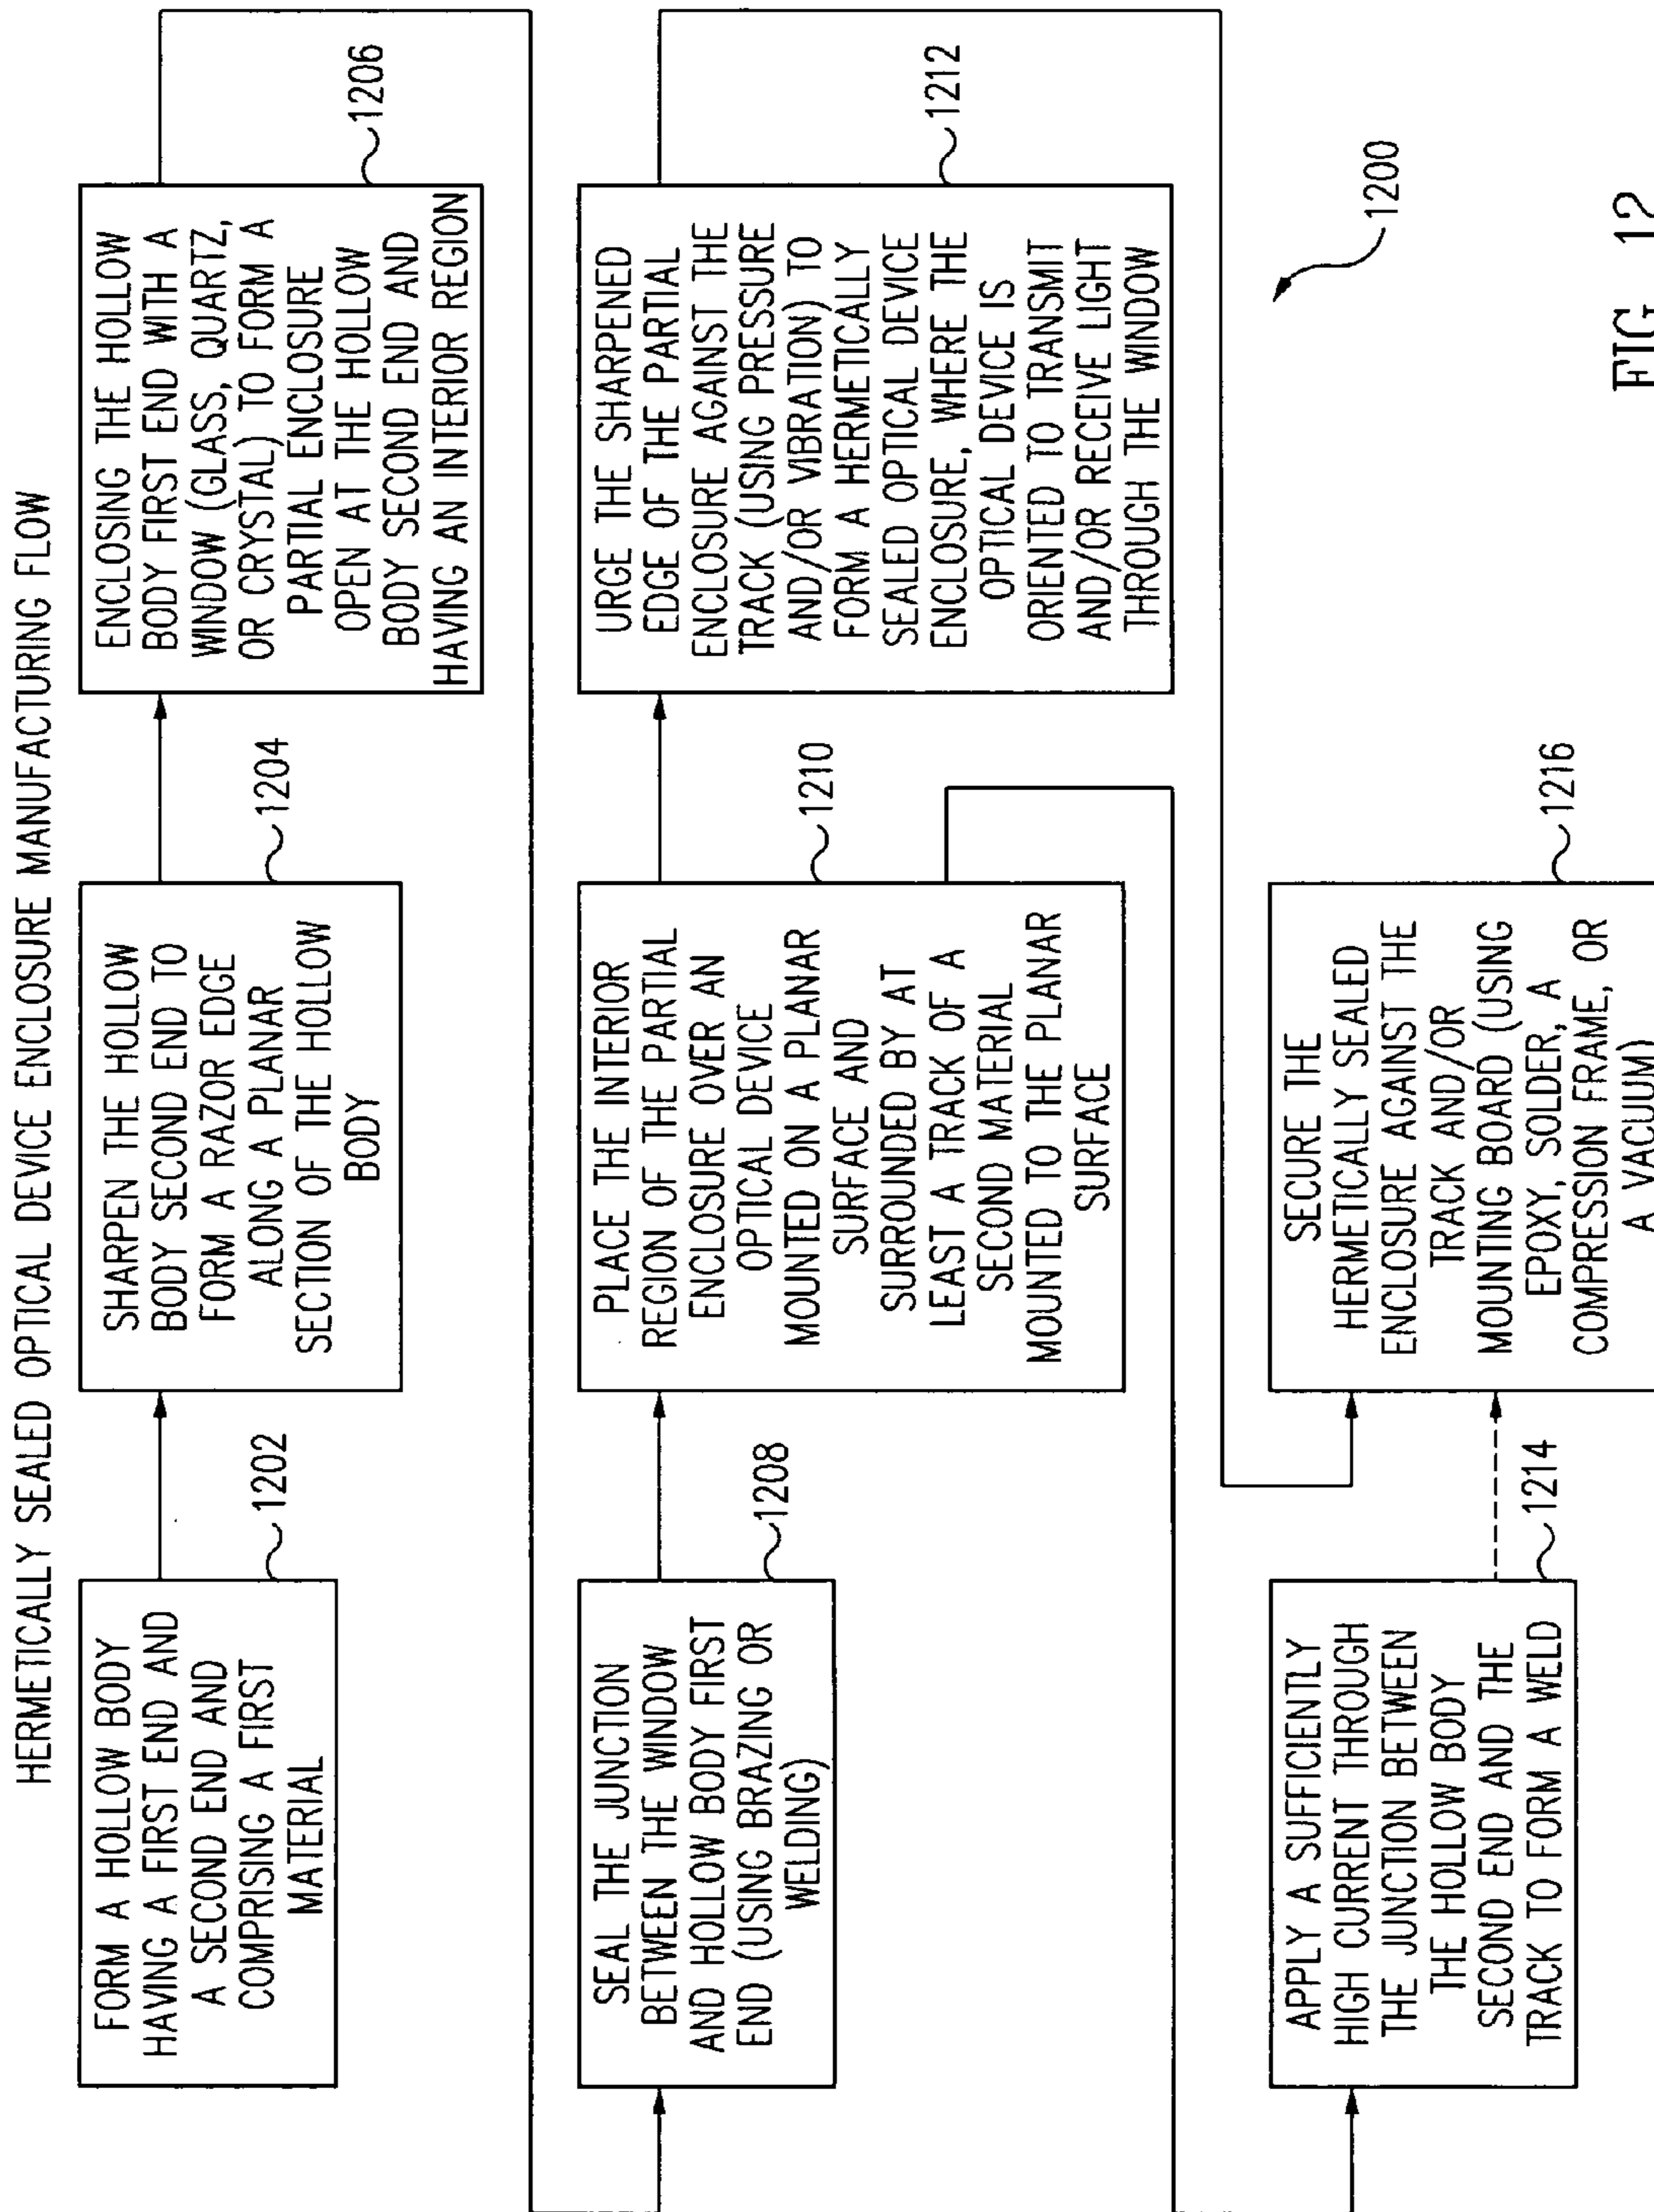 HERMETICALLY SEALED OPTICAL DEVICE ENCLOSURE MANUFACTURING FLOW
FORM A HOLLOW BODY
HAVING A FIRST END AND
A SECOND END AND
COMPRISING A FIRST
MATERIAL
1202
SHARPEN THE HOLLOW
BODY SECOND END TO
FORM A RAZOR EDGE
ALONG A PLANAR
SECTION OF THE HOLLOW
BODY
1204
ENCLOSING THE HOLLOW
BODY FIRST END WITH A
WINDOW (GLASS, QUARTZ,
OR CRYSTAL) TO FORM A
PARTIAL ENCLOSURE
OPEN AT THE HOLLOW
BODY SECOND END AND
HAVING AN INTERIOR REGION
1206
SEAL THE JUNCTION
BETWEEN THE WINDOW
AND HOLLOW BODY FIRST
END (USING BRAZING OR
WELDING)
1208
PLACE THE INTERIOR
REGION OF THE PARTIAL
ENCLOSURE OVER AN
OPTICAL DEVICE
MOUNTED ON A PLANAR
SURFACE AND
SURROUNDED BY AT
LEAST A TRACK OF A
SECOND MATERIAL
MOUNTED TO THE PLANAR
SURFACE
1210
URGE THE SHARPENED
EDGE OF THE PARTIAL
ENCLOSURE AGAINST THE
TRACK (USING PRESSURE
AND/OR VIBRATION) TO
FORM A HERMETICALLY
SEALED OPTICAL DEVICE
ENCLOSURE, WHERE THE
OPTICAL DEVICE IS
ORIENTED TO TRANSMIT
AND/OR RECEIVE LIGHT
THROUGH THE WINDOW
1212
APPLY A SUFFICIENTLY
HIGH CURRENT THROUGH
THE JUNCTION BETWEEN
THE HOLLOW BODY
SECOND END AND THE
TRACK TO FORM A WELD
1214
SECURE THE
HERMETICALLY SEALED
ENCLOSURE AGAINST THE
TRACK AND/OR
MOUNTING BOARD (USING
EPOXY, SOLDER, A
COMPRESSION FRAME, OR
A VACUUM)
1216
1200
FIG. 12